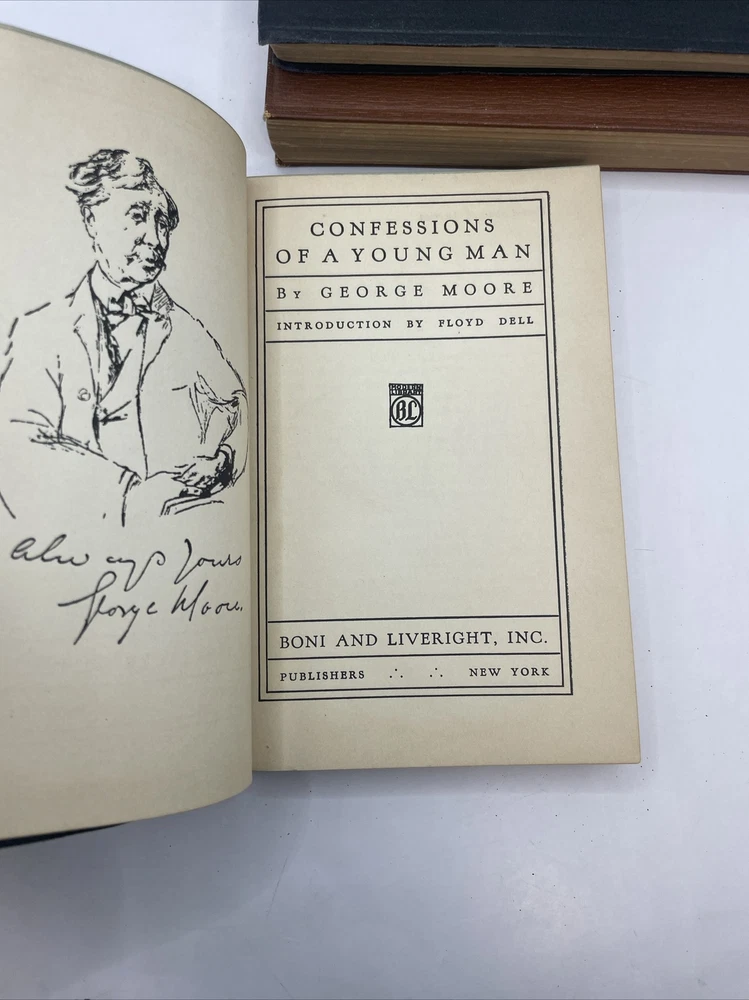 Always Yours
George Moore.
CONFESSIONS
OF A YOUNG MAN
By GEORGE MOORE
INTRODUCTION BY FLOYD DELL
MODERN
LIBRARY
BL
BONI AND LIVERIGHT, INC.
PUBLISHERS ∴ ∴ NEW YORK